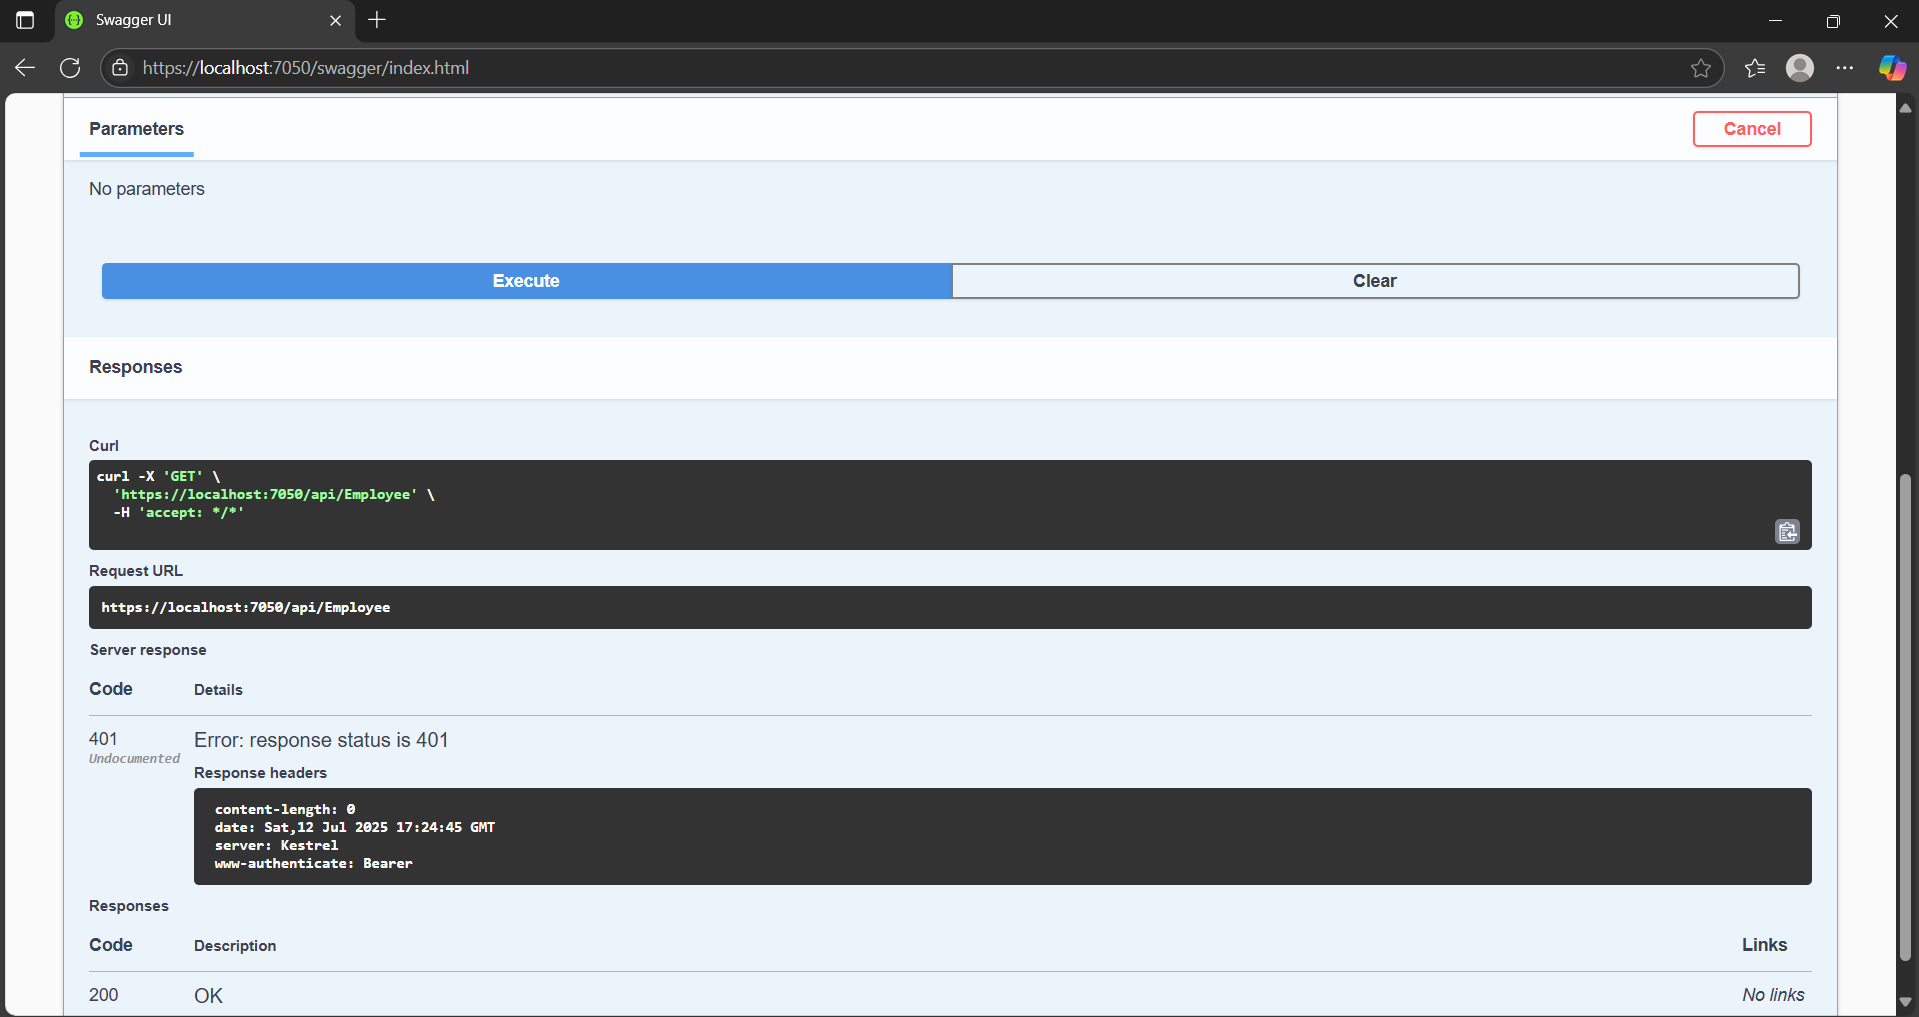 Swagger UI
https://localhost:7050/swagger/index.html
Parameters
Cancel
No parameters
Execute
Clear
Responses
Curl
curl -X 'GET' \
'https://localhost:7050/api/Employee' \
-H 'accept: */*'
Request URL
https://localhost:7050/api/Employee
Server response
Code Details
401 Error: response status is 401
Undocumented
Response headers
content-length: 0
date: Sat,12 Jul 2025 17:24:45 GMT
server: Kestrel
www-authenticate: Bearer
Responses
Code Description Links
200 OK No links